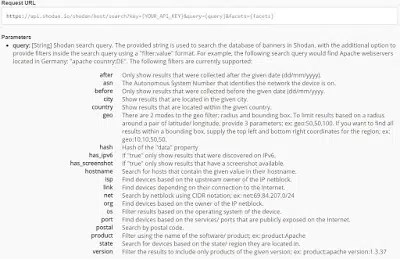 Request URL
https://api.shodan.io/shodan/host/search?key={YOUR_API_KEY}&query={query}&facets={facets}
Parameters
• query: [String] Shodan search query. The provided string is used to search the database of banners in Shodan, with the additional option
to provide filters inside the search query using a "filter:value" format. For example, the following search query would find Apache webservers
located in Germany: "apache country:DE". The following filters are currently supported:
after Only show results that were collected after the given date (dd/mm/yyyy).
asn The Autonomous System Number that identifies the network the device is on.
before Only show results that were collected before the given date (dd/mm/yyyy).
city Show results that are located in the given city.
country Show results that are located within the given country.
geo There are 2 modes to the geo filter: radius and bounding box. To limit results based on a radius
around a pair of latitude/ longitude, provide 3 parameters; ex: geo:50,50,100. If you want to find all
results within a bounding box, supply the top left and bottom right coordinates for the region; ex:
geo:10,10,50,50.
hash Hash of the "data" property
has_ipv6 If "true" only show results that were discovered on IPv6.
has_screenshot If "true" only show results that have a screenshot available.
hostname Search for hosts that contain the given value in their hostname.
isp Find devices based on the upstream owner of the IP netblock.
link Find devices depending on their connection to the Internet.
net Search by netblock using CIDR notation; ex: net:69.84.207.0/24
org Find devices based on the owner of the IP netblock.
os Filter results based on the operating system of the device.
port Find devices based on the services/ ports that are publicly exposed on the Internet.
postal Search by postal code.
product Filter using the name of the software/ product; ex: product:Apache
state Search for devices based on the state/ region they are located in.
version Filter the results to include only products of the given version; ex: product:apache version:1.3.37